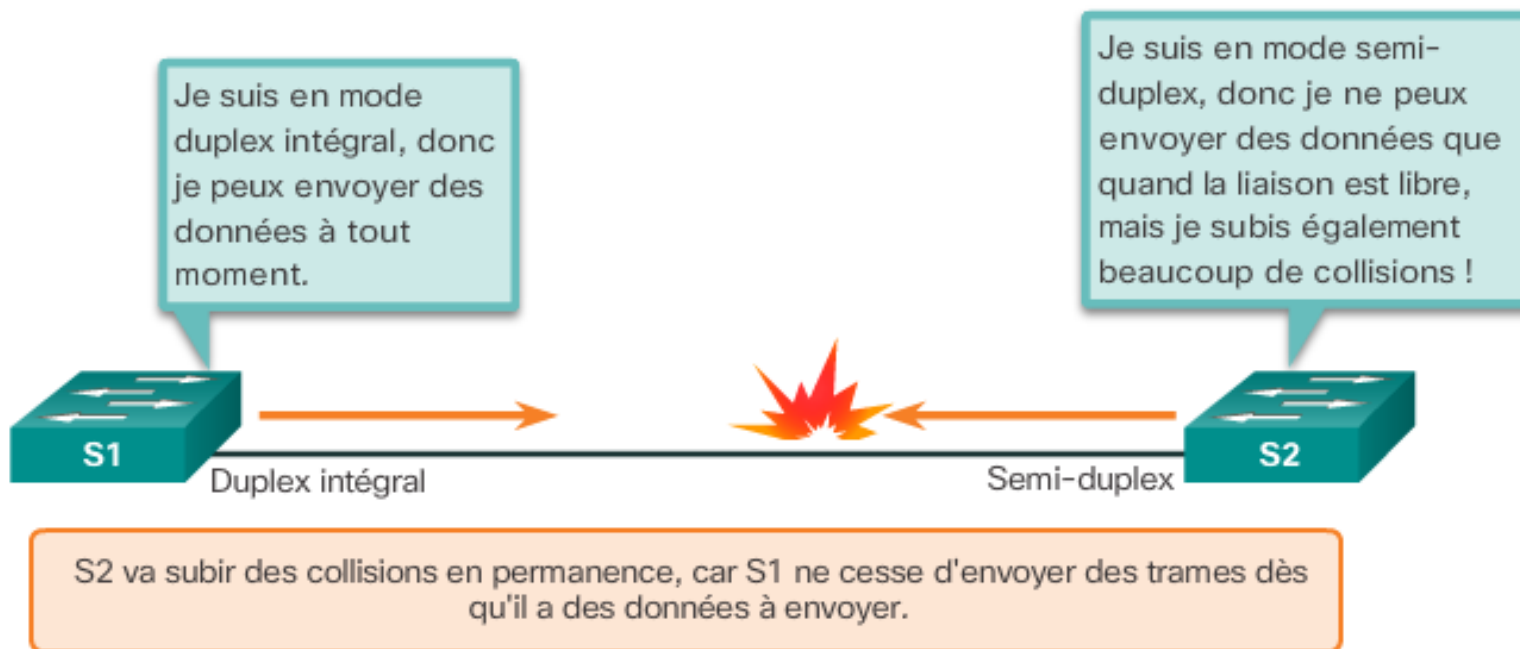 Je suis en mode
duplex intégral, donc
je peux envoyer des
données à tout
moment.
Je suis en mode semi-
duplex, donc je ne peux
envoyer des données que
quand la liaison est libre,
mais je subis également
beaucoup de collisions !
S1
Duplex intégral
Semi-duplex
S2
S2 va subir des collisions en permanence, car S1 ne cesse d'envoyer des trames dès
qu'il a des données à envoyer.